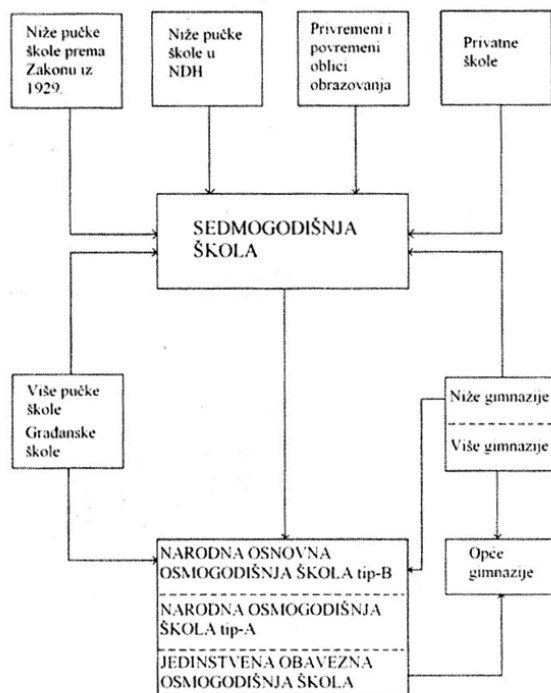 Niže pučke
škole prema
Zakonu iz
1929.
Niže pučke
škole u
NDH
Privremeni i
povremeni
oblici
obrazovanja
Privatne
škole
SEDMOGODIŠNJA
ŠKOLA
Više pučke
škole
Građanske
škole
Niže gimnazije
Više gimnazije
NARODNA OSNOVNA
OSMOGODIŠNJA ŠKOLA tip-B
NARODNA OSMOGODIŠNJA
ŠKOLA tip-A
JEDINSTVENA OBAVEZNA
OSMOGODIŠNJA ŠKOLA
Opće
gimnazije